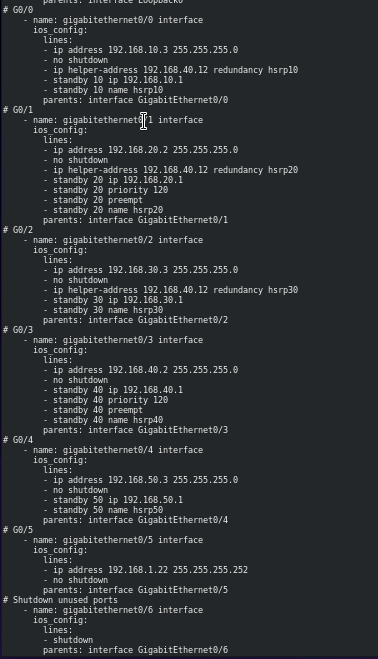 parents: interface Loopback0
# G0/0
- name: gigabitethernet0/0 interface
ios_config:
lines:
- ip address 192.168.10.3 255.255.255.0
- no shutdown
- ip helper-address 192.168.40.12 redundancy hsrp10
- standby 10 ip 192.168.10.1
- standby 10 name hsrp10
parents: interface GigabitEthernet0/0
# G0/1
- name: gigabitethernet0/1 interface
ios_config:
lines:
- ip address 192.168.20.2 255.255.255.0
- no shutdown
- ip helper-address 192.168.40.12 redundancy hsrp20
- standby 20 ip 192.168.20.1
- standby 20 priority 120
- standby 20 preempt
- standby 20 name hsrp20
parents: interface GigabitEthernet0/1
# G0/2
- name: gigabitethernet0/2 interface
ios_config:
lines:
- ip address 192.168.30.3 255.255.255.0
- no shutdown
- ip helper-address 192.168.40.12 redundancy hsrp30
- standby 30 ip 192.168.30.1
- standby 30 name hsrp30
parents: interface GigabitEthernet0/2
# G0/3
- name: gigabitethernet0/3 interface
ios_config:
lines:
- ip address 192.168.40.2 255.255.255.0
- no shutdown
- standby 40 ip 192.168.40.1
- standby 40 priority 120
- standby 40 preempt
- standby 40 name hsrp40
parents: interface GigabitEthernet0/3
# G0/4
- name: gigabitethernet0/4 interface
ios_config:
lines:
- ip address 192.168.50.3 255.255.255.0
- no shutdown
- standby 50 ip 192.168.50.1
- standby 50 name hsrp50
parents: interface GigabitEthernet0/4
# G0/5
- name: gigabitethernet0/5 interface
ios_config:
lines:
- ip address 192.168.1.22 255.255.255.252
- no shutdown
parents: interface GigabitEthernet0/5
# Shutdown unused ports
- name: gigabitethernet0/6 interface
ios_config:
lines:
- shutdown
parents: interface GigabitEthernet0/6